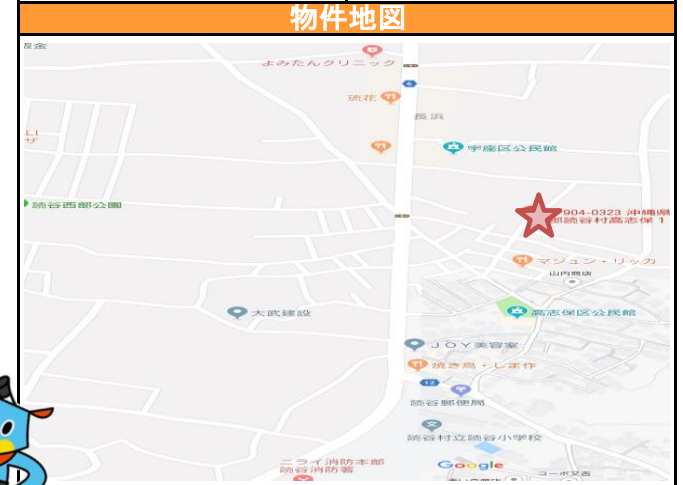 物件地図
よみたんクリニック
6
琉花
長浜
宇座区公民館
読谷西部公園
904-0323 沖縄県
郡読谷村高志保 1
マジュン・リッカ
山内商店
大武建設
高志保区公民館
JOY美容室
焼き鳥・しま作
12
読谷郵便局
読谷村立読谷小学校
ニライ消防本部
読谷消防署
Google